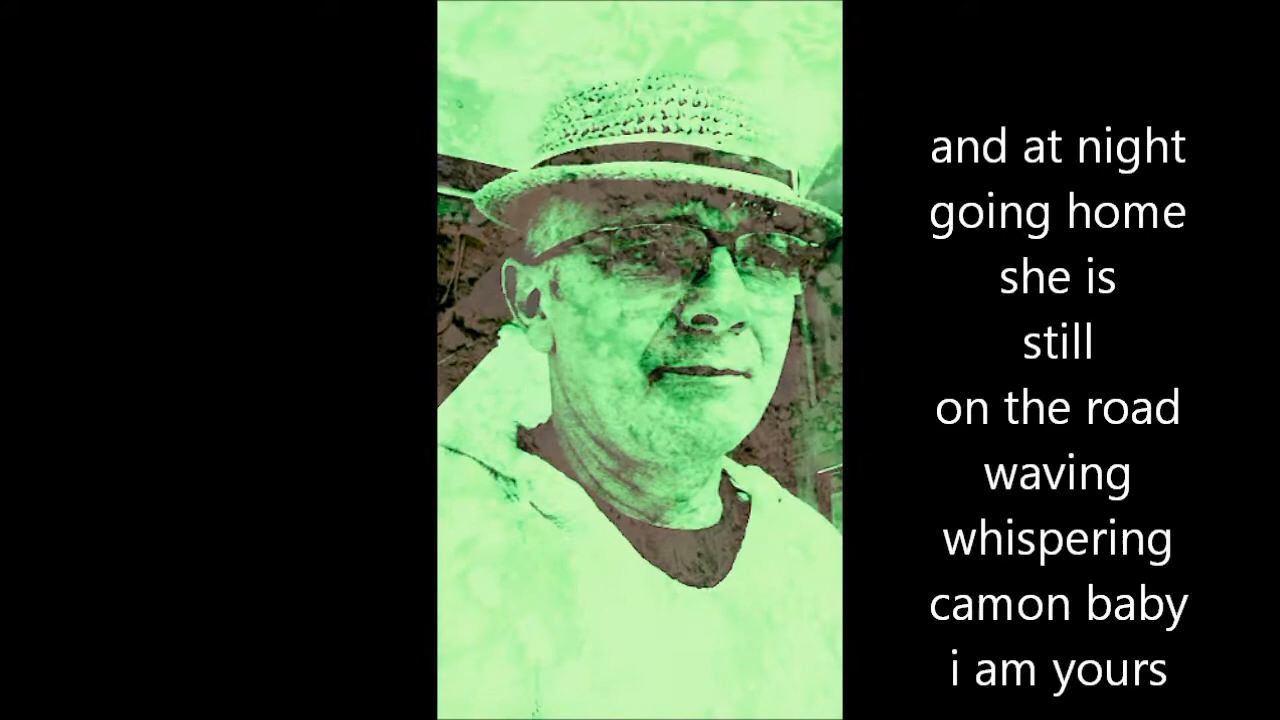 and at night
going home
she is
still
on the road
waving
whispering
camon baby
i am yours